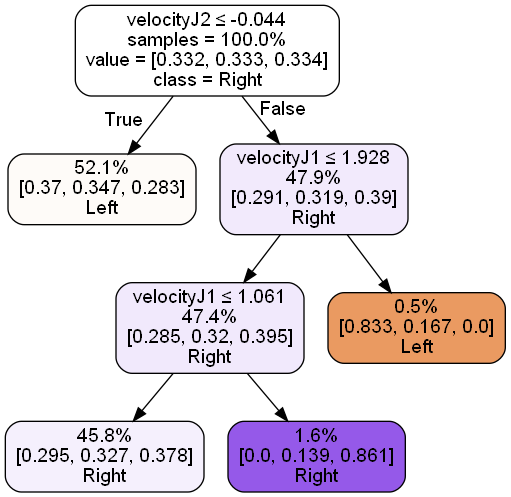 velocityJ2 ≤ -0.044
samples = 100.0%
value = [0.332, 0.333, 0.334]
class = Right
True
False
52.1%
[0.37, 0.347, 0.283]
Left
velocityJ1 ≤ 1.928
47.9%
[0.291, 0.319, 0.39]
Right
velocityJ1 ≤ 1.061
47.4%
[0.285, 0.32, 0.395]
Right
0.5%
[0.833, 0.167, 0.0]
Left
45.8%
[0.295, 0.327, 0.378]
Right
1.6%
[0.0, 0.139, 0.861]
Right